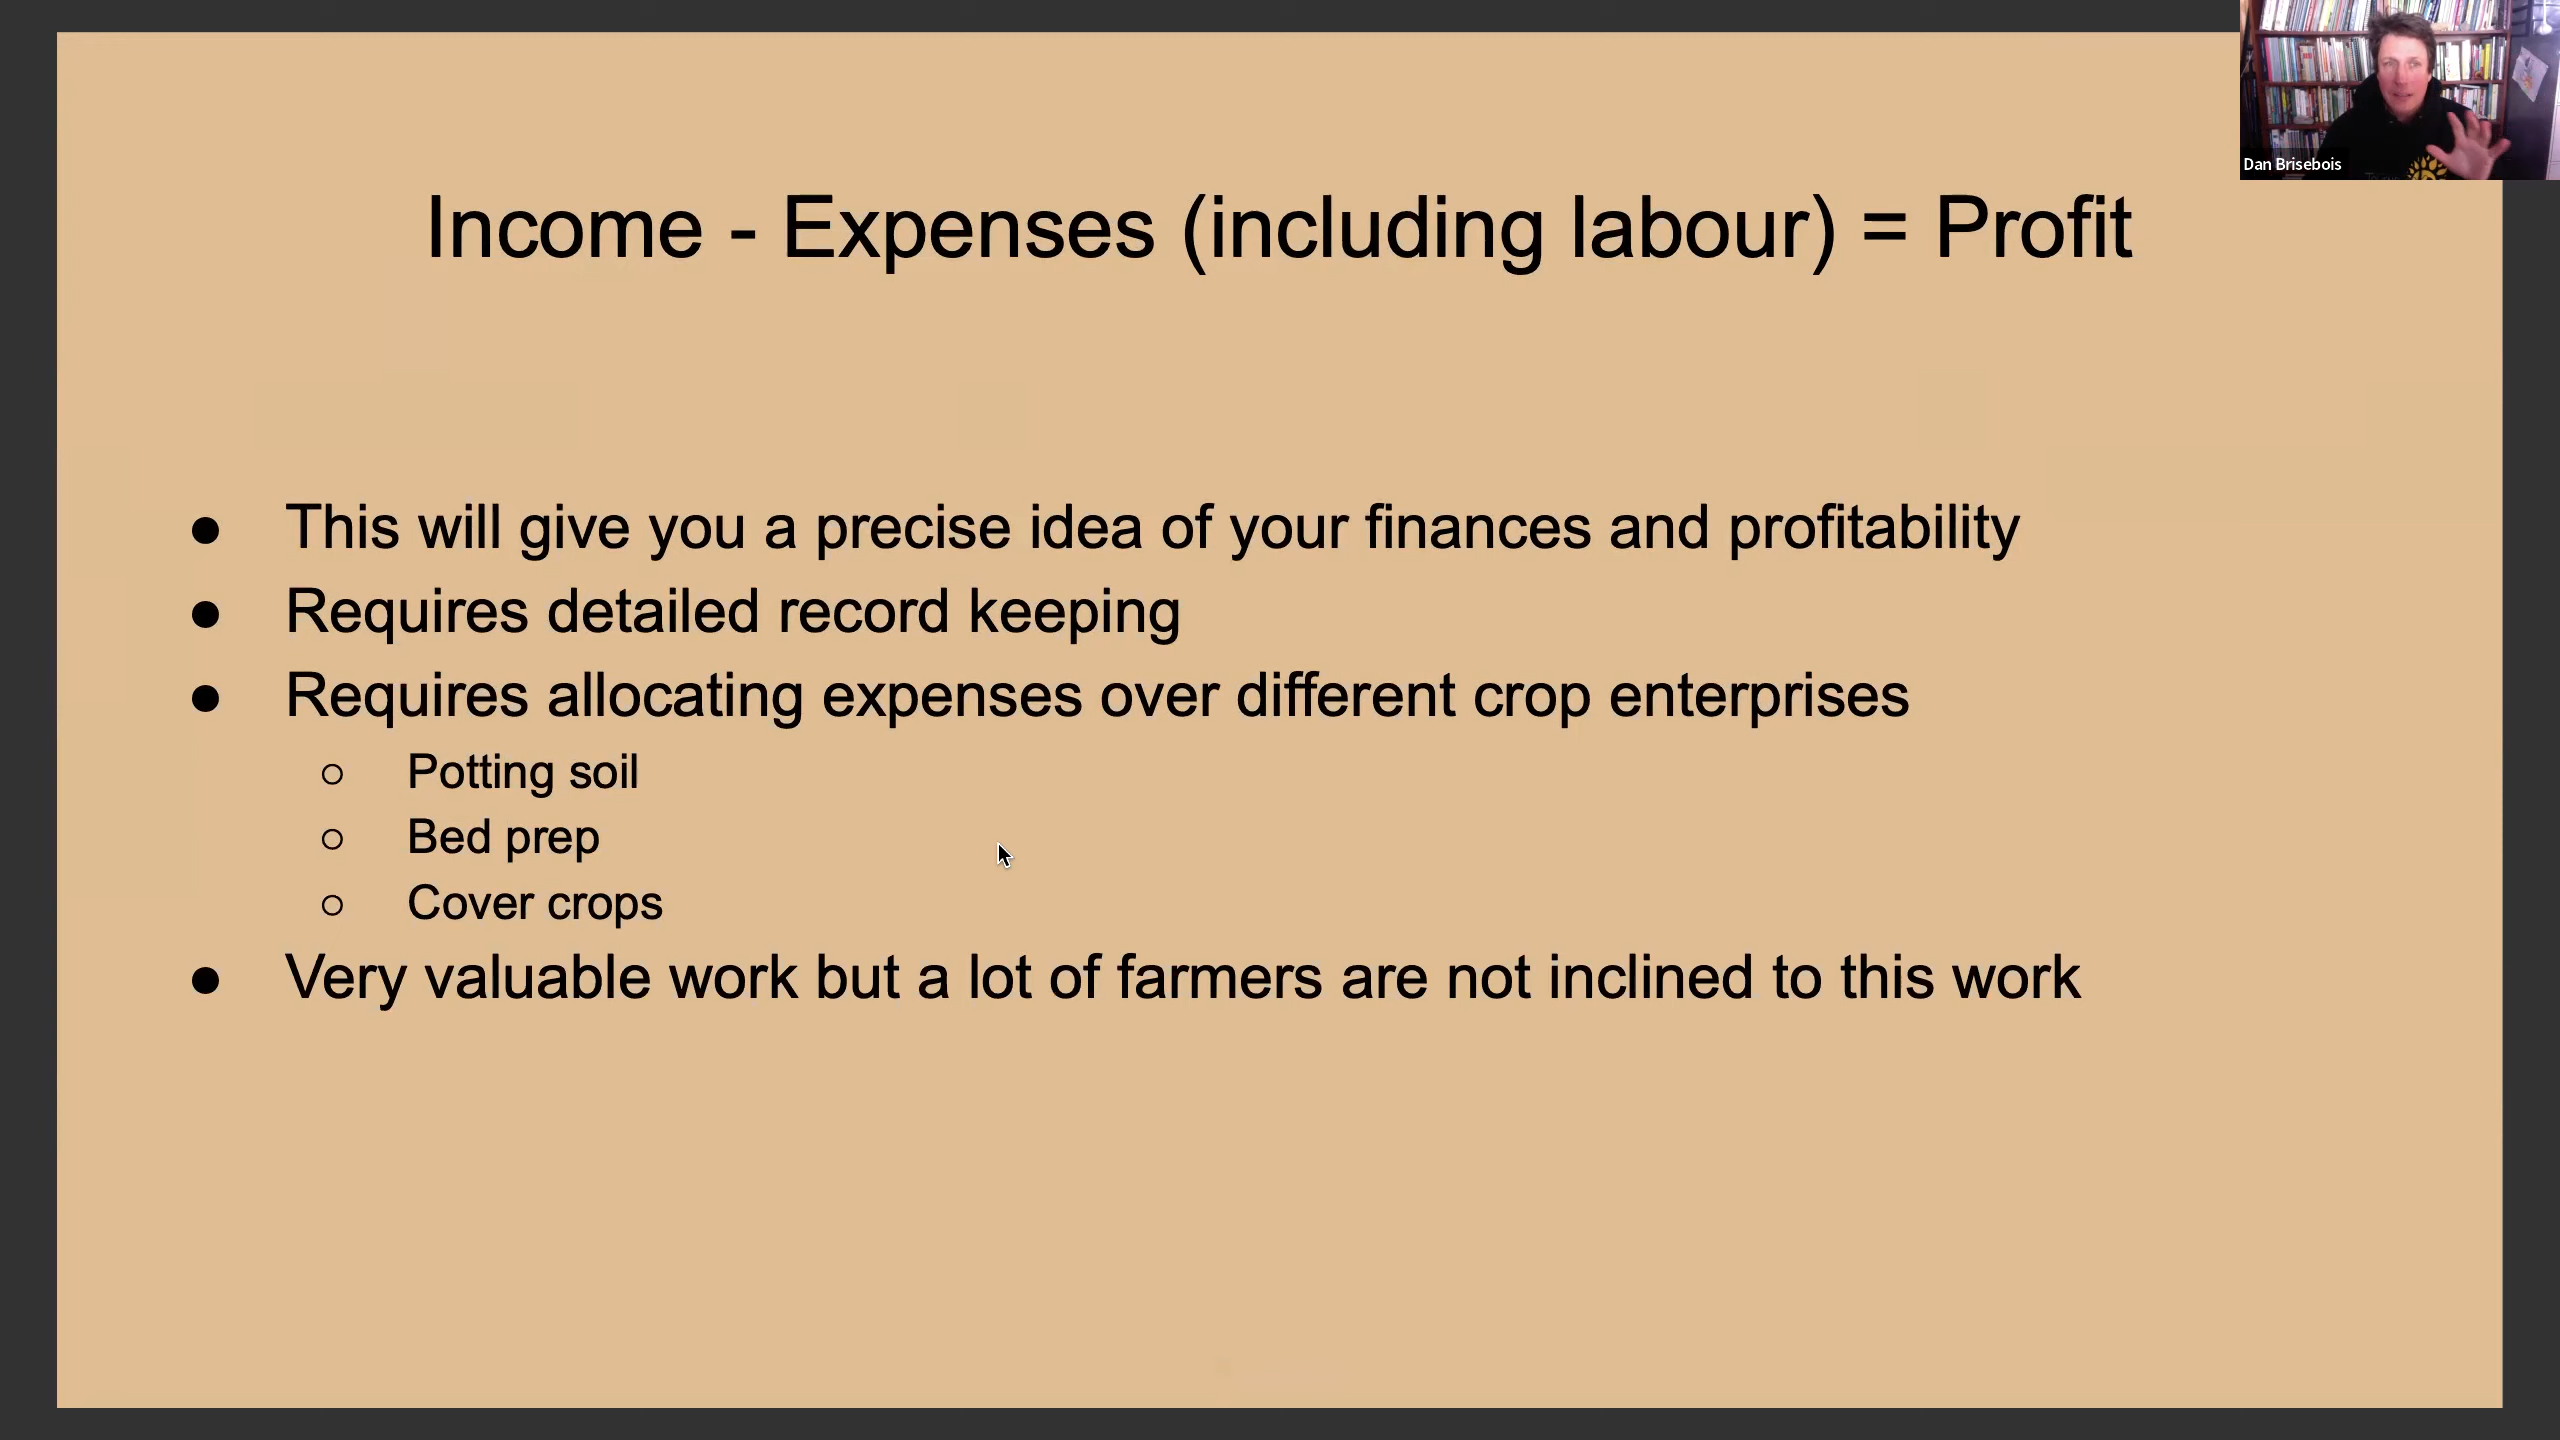 Income - Expenses (including labour) = Profit
Dan Brisebois
● This will give you a precise idea of your finances and profitability
● Requires detailed record keeping
● Requires allocating expenses over different crop enterprises
○ Potting soil
○ Bed prep
○ Cover crops
● Very valuable work but a lot of farmers are not inclined to this work